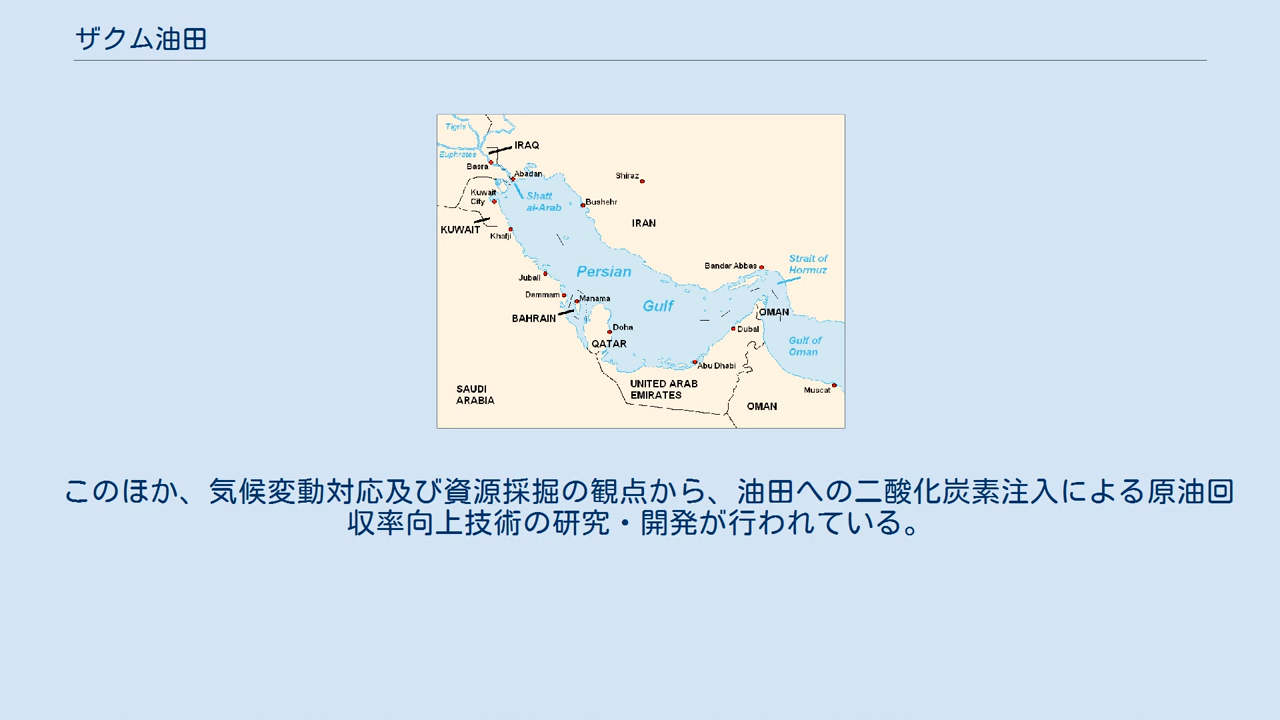 ザクム油田
Tigris
IRAQ
Euphrates
Basra
Abadan
Shiraz
Kuwait
City
Shatt
al-Arab
Bushehr
IRAN
KUWAIT
Khafji
Strait of
Hormuz
Bandar Abbas
Persian
Jubail
Dammam
Manama
Gulf
BAHRAIN
OMAN
Doha
Dubai
QATAR
Gulf of
Oman
Abu Dhabi
UNITED ARAB
EMIRATES
SAUDI
ARABIA
Muscat
OMAN
このほか、気候変動対応及び資源採掘の観点から、油田への二酸化炭素注入による原油回
収率向上技術の研究・開発が行われている。